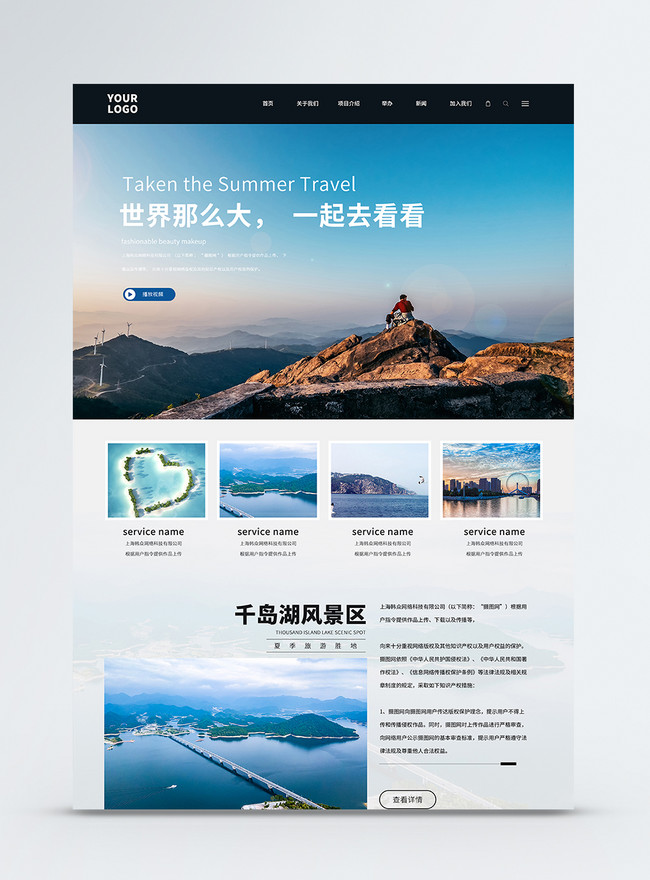 YOUR
LOGO
首页 关于我们 项目介绍 举办 新闻 加入我们
Taken the Summer Travel
世界那么大， 一起去看看
fashionable beauty makeup
播放视频
service name
上海韩众网络科技有限公司
根据用户指令提供作品上传
service name
上海韩众网络科技有限公司
根据用户指令提供作品上传
service name
上海韩众网络科技有限公司
根据用户指令提供作品上传
service name
上海韩众网络科技有限公司
根据用户指令提供作品上传
千岛湖风景区
THOUSAND ISLAND LAKE SCENIC SPOT
夏季旅游胜地
上海韩众网络科技有限公司（以下简称：“摄图网”）根据用
户指令提供作品上传、下载以及传播等。
向来十分重视网络版权及其他知识产权以及用户权益的保护。
摄图网依照《中华人民共和国侵权法》、《中华人民共和国著
作权法》、《信息网络传播权保护条例》等法律法规及相关规
章制度的规定，采取如下知识产权措施：
1、摄图网向摄图网用户传达版权保护理念，提示用户不得上
传和传播侵权作品。同时，摄图网对上传作品进行严格审查，
向网络用户公示摄图网的基本审查标准，提示用户严格遵守法
律法规及尊重他人合法权益。
查看详情